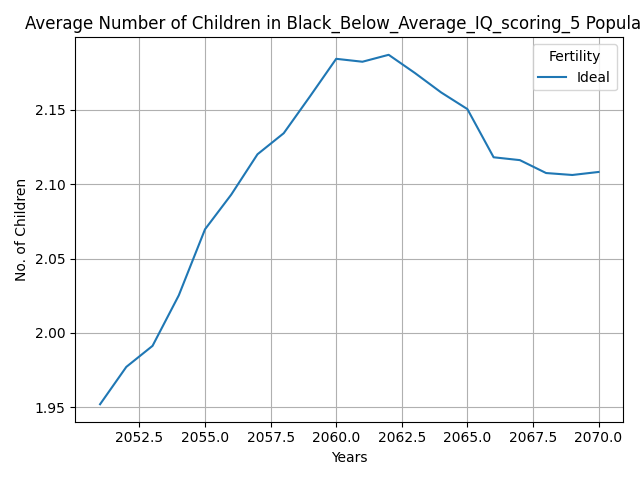 Average Number of Children in Black_Below_Average_IQ_scoring_5 Popula
Fertility
Ideal
No. of Children
2.15
2.10
2.05
2.00
1.95
2052.5 2055.0 2057.5 2060.0 2062.5 2065.0 2067.5 2070.0
Years